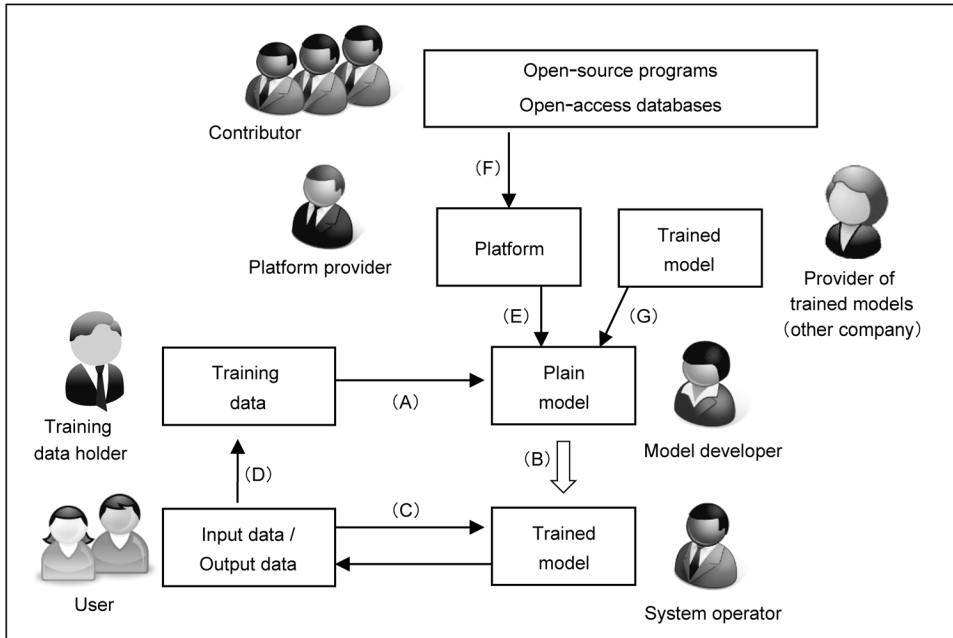 Open-source programs
Open-access databases
Contributor
(F)
Platform provider
Platform
Trained
model
Provider of
trained models
(other company)
(E)
(G)
Training
data holder
Training
data
(A)
Plain
model
Model developer
(D)
(B)
User
Input data /
Output data
(C)
Trained
model
System operator